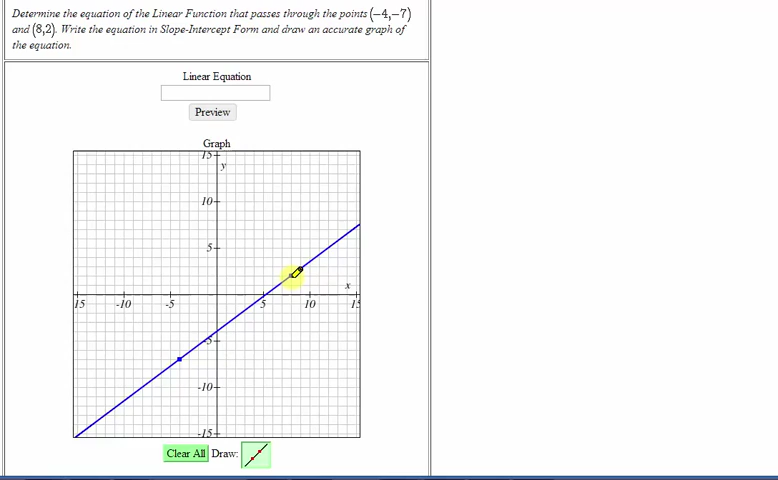 Determine the equation of the Linear Function that passes through the points (−4,−7)
and (8,2). Write the equation in Slope-Intercept Form and draw an accurate graph of
the equation.
Linear Equation
Preview
Graph
15
y
10
5
x
15 -10 -5 5 10 15
-5
-10
-15
Clear All Draw: